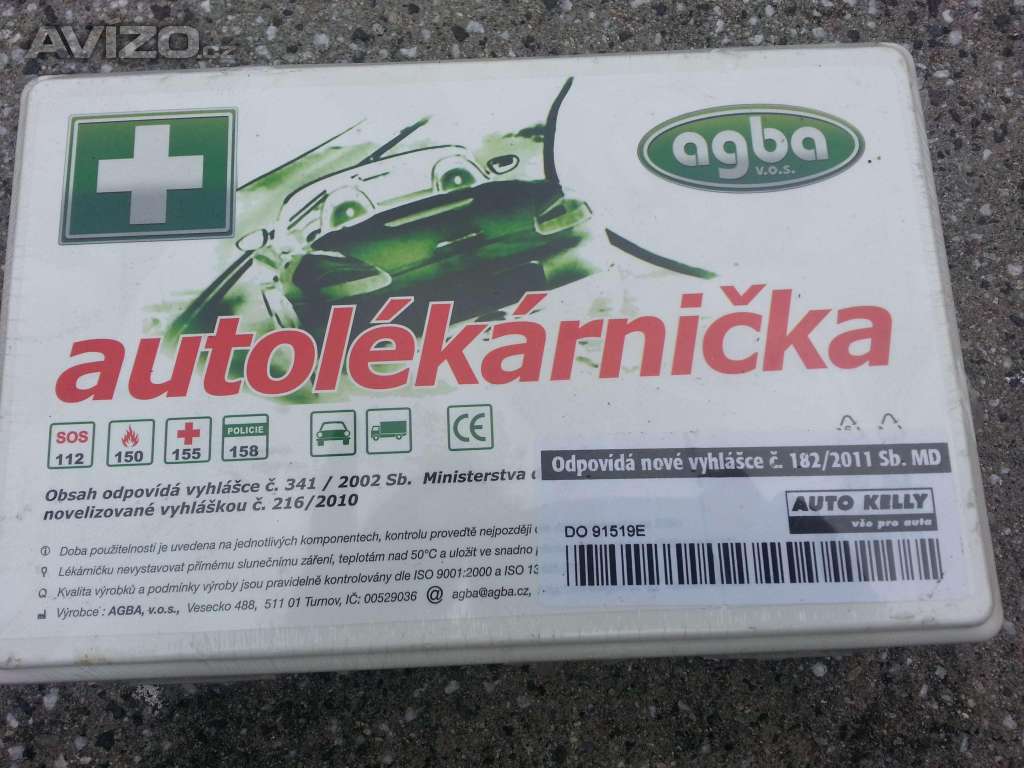 AVIZO.cz
agba
v.o.s.
autolékárnička
SOS
112
150
155
POLICIE
158
CE
Obsah odpovídá vyhlášce č. 341 / 2002 Sb. Ministerstva
novelizované vyhláškou č. 216/2010
Odpovídá nové vyhlášce č. 182/2011 Sb. MD
AUTO KELLY
vše pro auta
DO 91519E
Doba použitelnosti je uvedena na jednotlivých komponentech, kontrolu proveďtě nejpozději
Lékárničku nevystavovat přímému slunečnímu záření, teplotám nad 50°C a uložit ve snadno
Kvalita výrobků a podmínky výroby jsou pravidelně kontrolovány dle ISO 9001:2000 a ISO 13
Výrobce : AGBA, v.o.s., Vesecko 488, 511 01 Turnov, IČ: 00529036 @ agba@agba.cz,